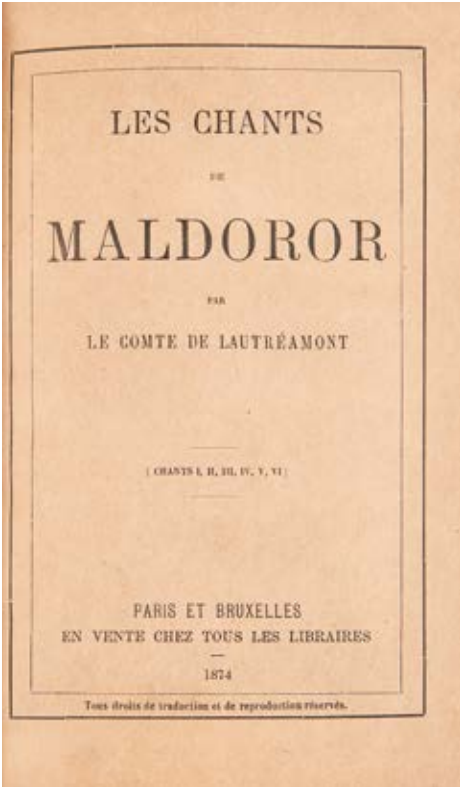 LES CHANTS
DE
MALDOROR
PAR
LE COMTE DE LAUTRÉAMONT
( CHANTS I, II, III, IV, V, VI )
PARIS ET BRUXELLES
EN VENTE CHEZ TOUS LES LIBRAIRES
1874
Tous droits de traduction et de reproduction réservés.